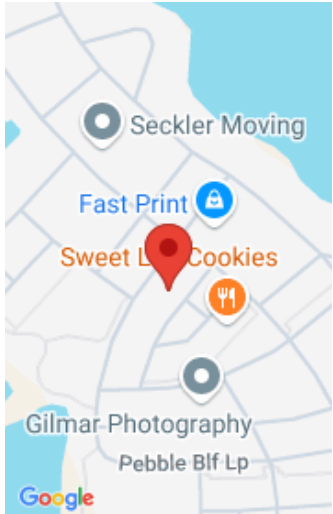 Seckler Moving
Fast Print
Sweet L Cookies
Gilmar Photography
Pebble Blf Lp
Google